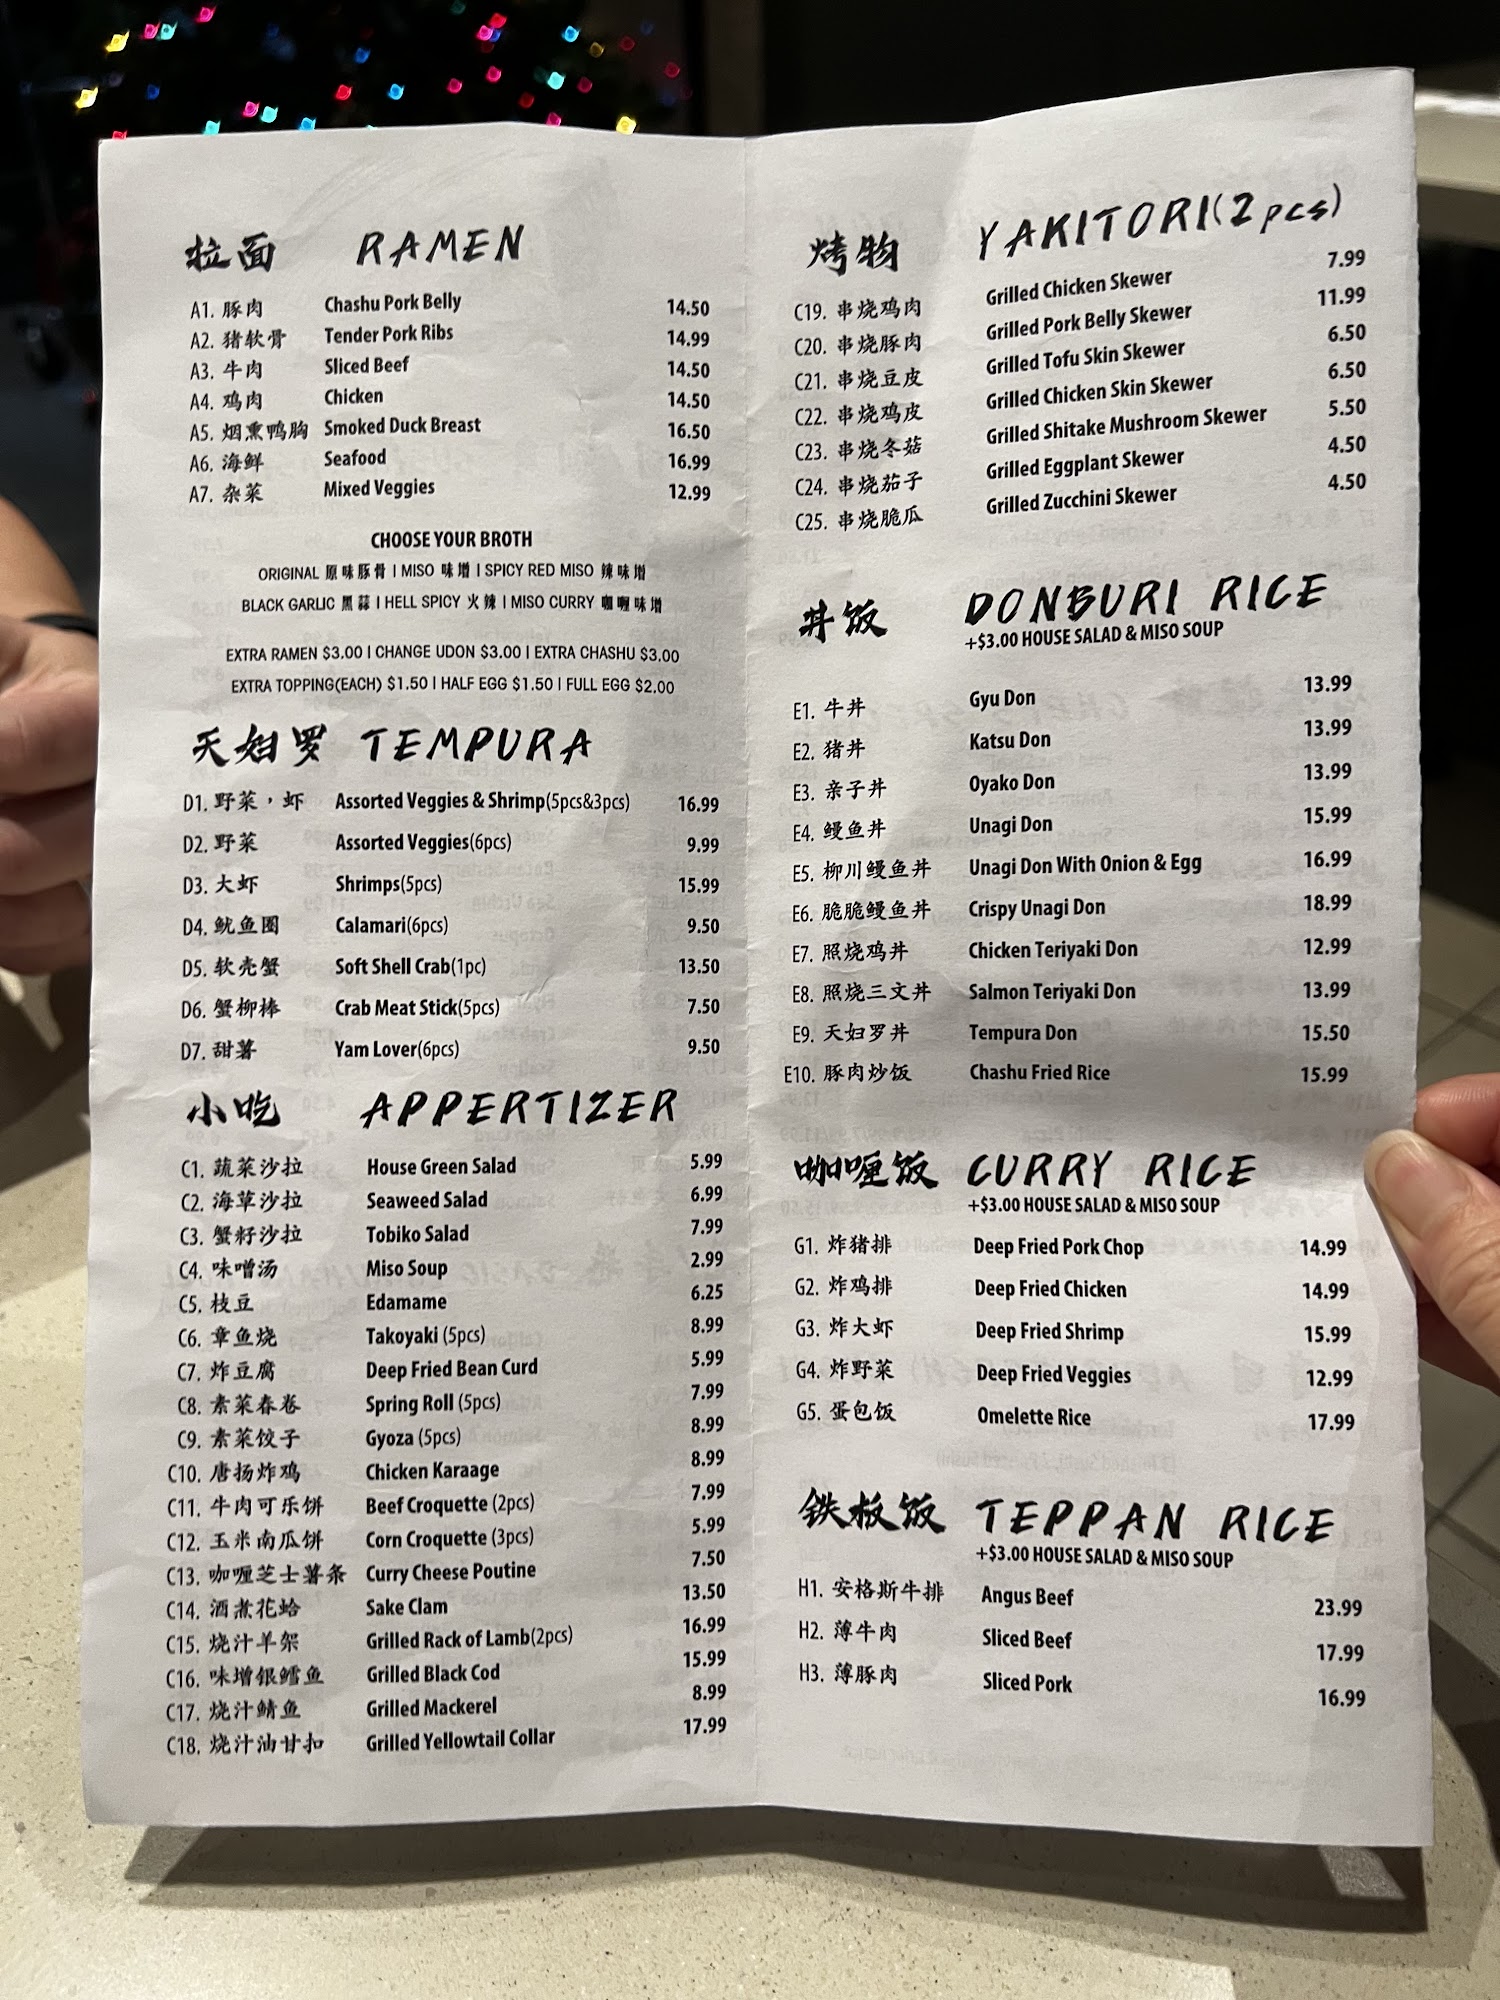 拉面 RAMEN
A1. 豚肉 Chashu Pork Belly 14.50
A2. 猪软骨 Tender Pork Ribs 14.99
A3. 牛肉 Sliced Beef 14.50
A4. 鸡肉 Chicken 14.50
A5. 烟熏鸭胸 Smoked Duck Breast 16.50
A6. 海鲜 Seafood 16.99
A7. 杂菜 Mixed Veggies 12.99
CHOOSE YOUR BROTH
ORIGINAL 原味豚骨 | MISO 味增 | SPICY RED MISO 辣味增
BLACK GARLIC 黑蒜 | HELL SPICY 火辣 | MISO CURRY 咖喱味增
EXTRA RAMEN $3.00 | CHANGE UDON $3.00 | EXTRA CHASHU $3.00
EXTRA TOPPING(EACH) $1.50 | HALF EGG $1.50 | FULL EGG $2.00
天妇罗 TEMPURA
D1. 野菜，虾 Assorted Veggies & Shrimp(5pcs&3pcs) 16.99
D2. 野菜 Assorted Veggies(6pcs) 9.99
D3. 大虾 Shrimps(5pcs) 15.99
D4. 鱿鱼圈 Calamari(6pcs) 9.50
D5. 软壳蟹 Soft Shell Crab(1pc) 13.50
D6. 蟹柳棒 Crab Meat Stick(5pcs) 7.50
D7. 甜薯 Yam Lover(6pcs) 9.50
小吃 APPERTIZER
C1. 蔬菜沙拉 House Green Salad 5.99
C2. 海草沙拉 Seaweed Salad 6.99
C3. 蟹籽沙拉 Tobiko Salad 7.99
C4. 味噌汤 Miso Soup 2.99
C5. 枝豆 Edamame 6.25
C6. 章鱼烧 Takoyaki (5pcs) 8.99
C7. 炸豆腐 Deep Fried Bean Curd 5.99
C8. 素菜春卷 Spring Roll (5pcs) 7.99
C9. 素菜饺子 Gyoza (5pcs) 8.99
C10. 唐扬炸鸡 Chicken Karaage 8.99
C11. 牛肉可乐饼 Beef Croquette (2pcs) 7.99
C12. 玉米南瓜饼 Corn Croquette (3pcs) 5.99
C13. 咖喱芝士薯条 Curry Cheese Poutine 7.50
C14. 酒煮花蛤 Sake Clam 13.50
C15. 烧汁羊架 Grilled Rack of Lamb(2pcs) 16.99
C16. 味增银鳕鱼 Grilled Black Cod 15.99
C17. 烧汁鲭鱼 Grilled Mackerel 8.99
C18. 烧汁油甘扣 Grilled Yellowtail Collar 17.99
烤物 YAKITORI(2pcs)
C19. 串烧鸡肉 Grilled Chicken Skewer 7.99
C20. 串烧豚肉 Grilled Pork Belly Skewer 11.99
C21. 串烧豆皮 Grilled Tofu Skin Skewer 6.50
C22. 串烧鸡皮 Grilled Chicken Skin Skewer 6.50
C23. 串烧冬菇 Grilled Shitake Mushroom Skewer 5.50
C24. 串烧茄子 Grilled Eggplant Skewer 4.50
C25. 串烧脆瓜 Grilled Zucchini Skewer 4.50
丼饭 DONBURI RICE
+$3.00 HOUSE SALAD & MISO SOUP
E1. 牛丼 Gyu Don 13.99
E2. 猪丼 Katsu Don 13.99
E3. 亲子丼 Oyako Don 13.99
E4. 鳗鱼丼 Unagi Don 15.99
E5. 柳川鳗鱼丼 Unagi Don With Onion & Egg 16.99
E6. 脆脆鳗鱼丼 Crispy Unagi Don 18.99
E7. 照烧鸡丼 Chicken Teriyaki Don 12.99
E8. 照烧三文丼 Salmon Teriyaki Don 13.99
E9. 天妇罗丼 Tempura Don 15.50
E10. 豚肉炒饭 Chashu Fried Rice 15.99
咖喱饭 CURRY RICE
+$3.00 HOUSE SALAD & MISO SOUP
G1. 炸猪排 Deep Fried Pork Chop 14.99
G2. 炸鸡排 Deep Fried Chicken 14.99
G3. 炸大虾 Deep Fried Shrimp 15.99
G4. 炸野菜 Deep Fried Veggies 12.99
G5. 蛋包饭 Omelette Rice 17.99
铁板饭 TEPPAN RICE
+$3.00 HOUSE SALAD & MISO SOUP
H1. 安格斯牛排 Angus Beef 23.99
H2. 薄牛肉 Sliced Beef 17.99
H3. 薄豚肉 Sliced Pork 16.99